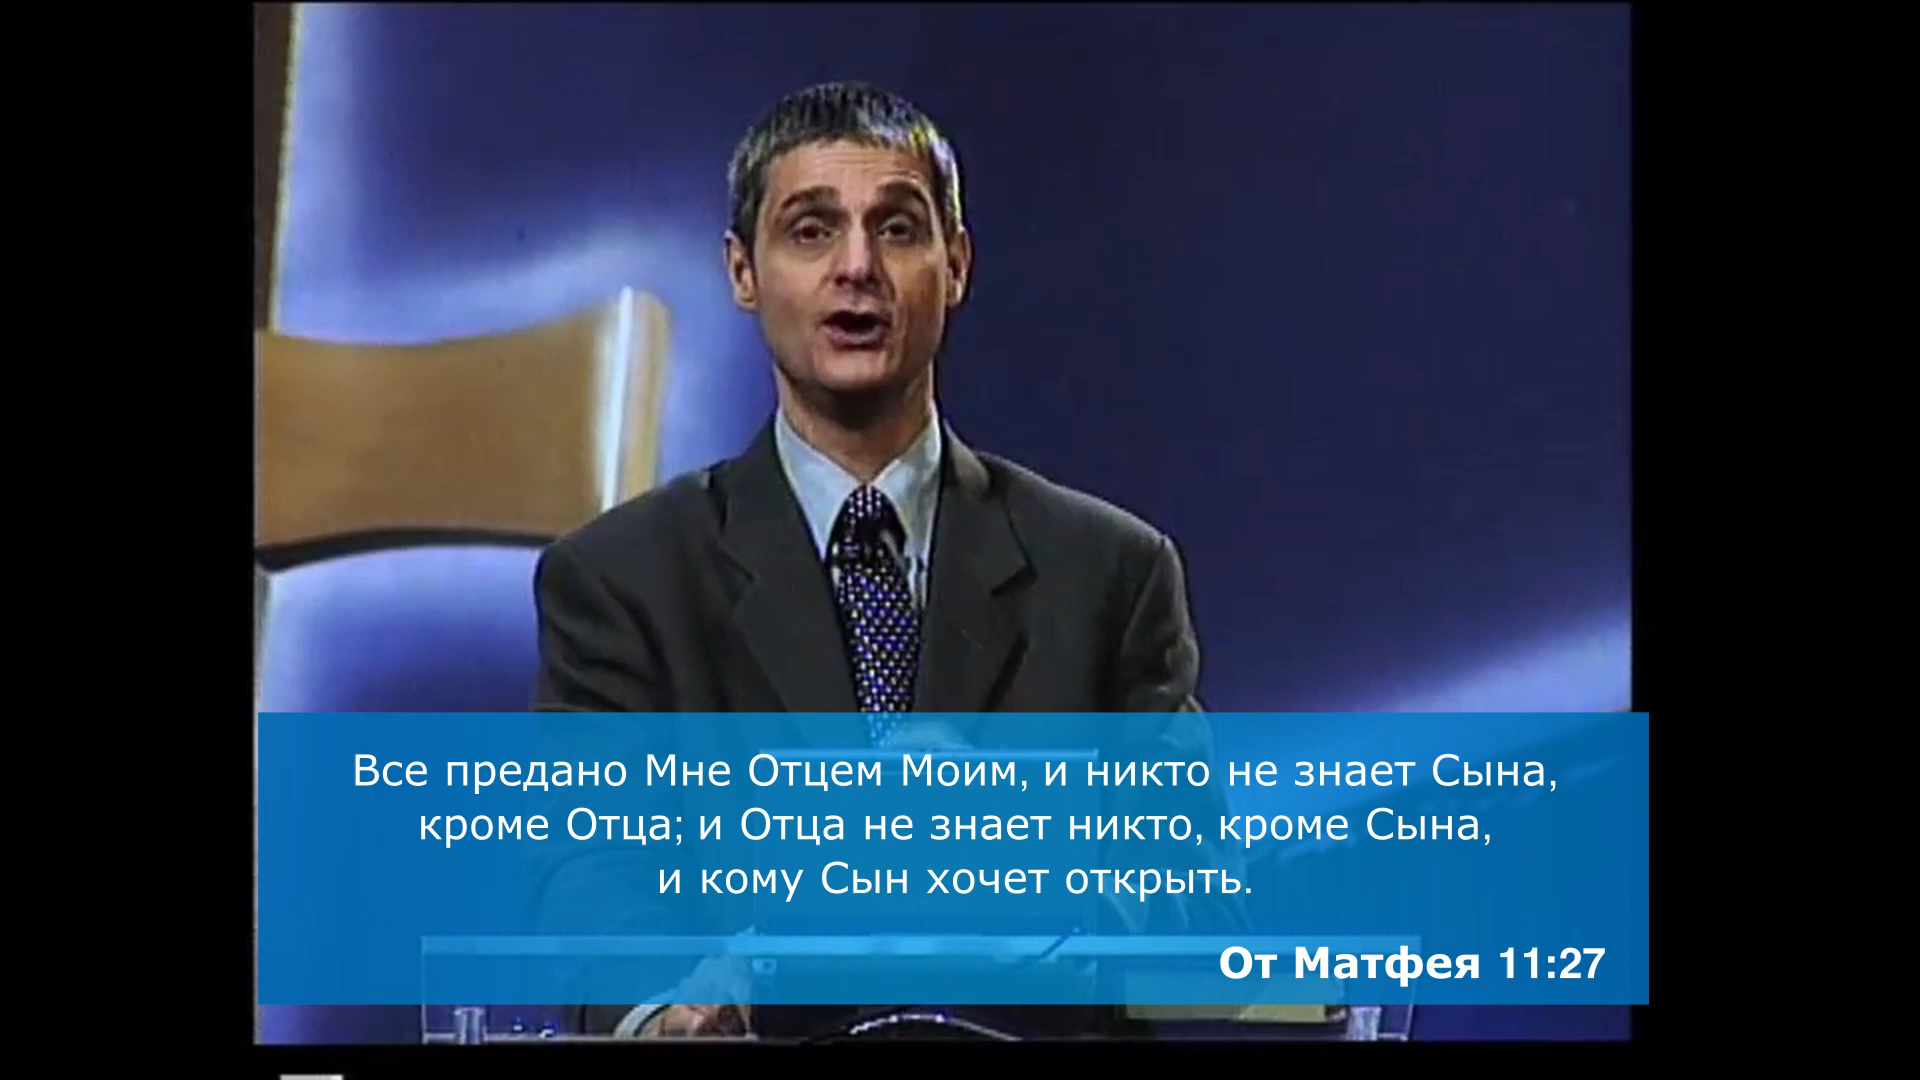 Все предано Мне Отцем Моим, и никто не знает Сына,
кроме Отца; и Отца не знает никто, кроме Сына,
и кому Сын хочет открыть.
От Матфея 11:27